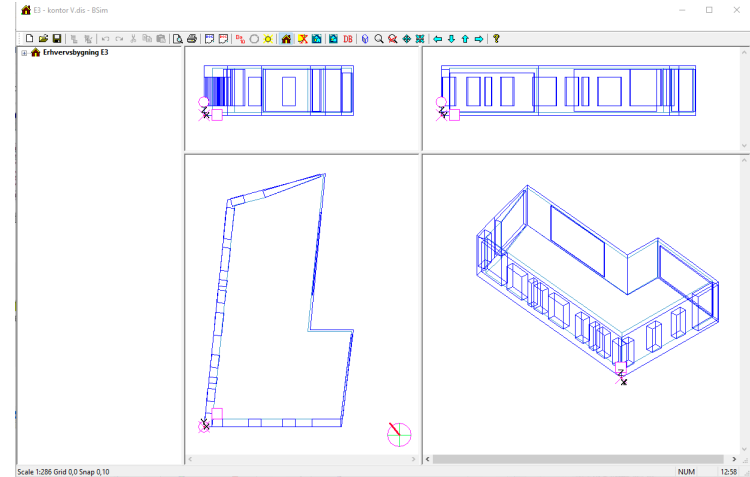 E3 - kontor V.dis - BSim
DB
Erhvervsbygning E3
Z
X
Z
X
Y
X
Z
X
Scale 1:286 Grid 0,0 Snap 0,10
NUM
12:58